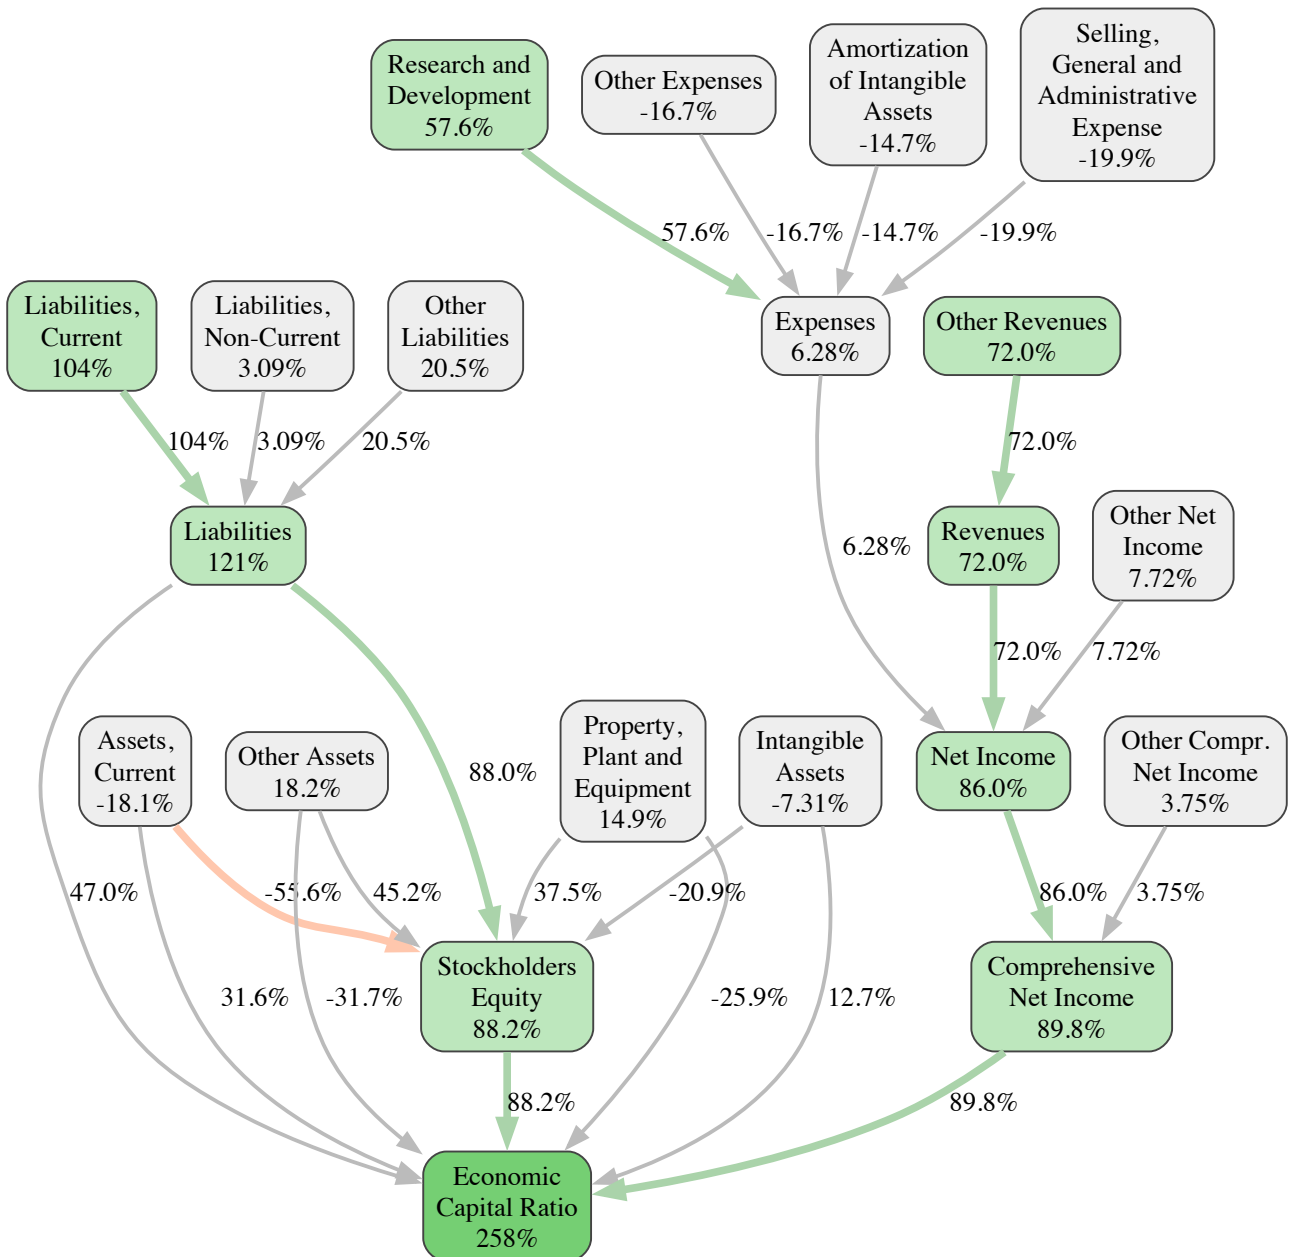 Research and
Development
57.6%
Other Expenses
-16.7%
Amortization
of Intangible
Assets
-14.7%
Selling,
General and
Administrative
Expense
-19.9%
57.6%
-16.7%
-14.7%
-19.9%
Liabilities,
Current
104%
Liabilities,
Non-Current
3.09%
Other
Liabilities
20.5%
Expenses
6.28%
Other Revenues
72.0%
104%
3.09%
20.5%
72.0%
Liabilities
121%
6.28%
Revenues
72.0%
Other Net
Income
7.72%
72.0%
7.72%
Assets,
Current
-18.1%
Other Assets
18.2%
88.0%
Property,
Plant and
Equipment
14.9%
Intangible
Assets
-7.31%
Net Income
86.0%
Other Compr.
Net Income
3.75%
47.0%
-55.6%
45.2%
37.5%
-20.9%
86.0%
3.75%
31.6%
-31.7%
Stockholders
Equity
88.2%
-25.9%
12.7%
Comprehensive
Net Income
89.8%
88.2%
89.8%
Economic
Capital Ratio
258%